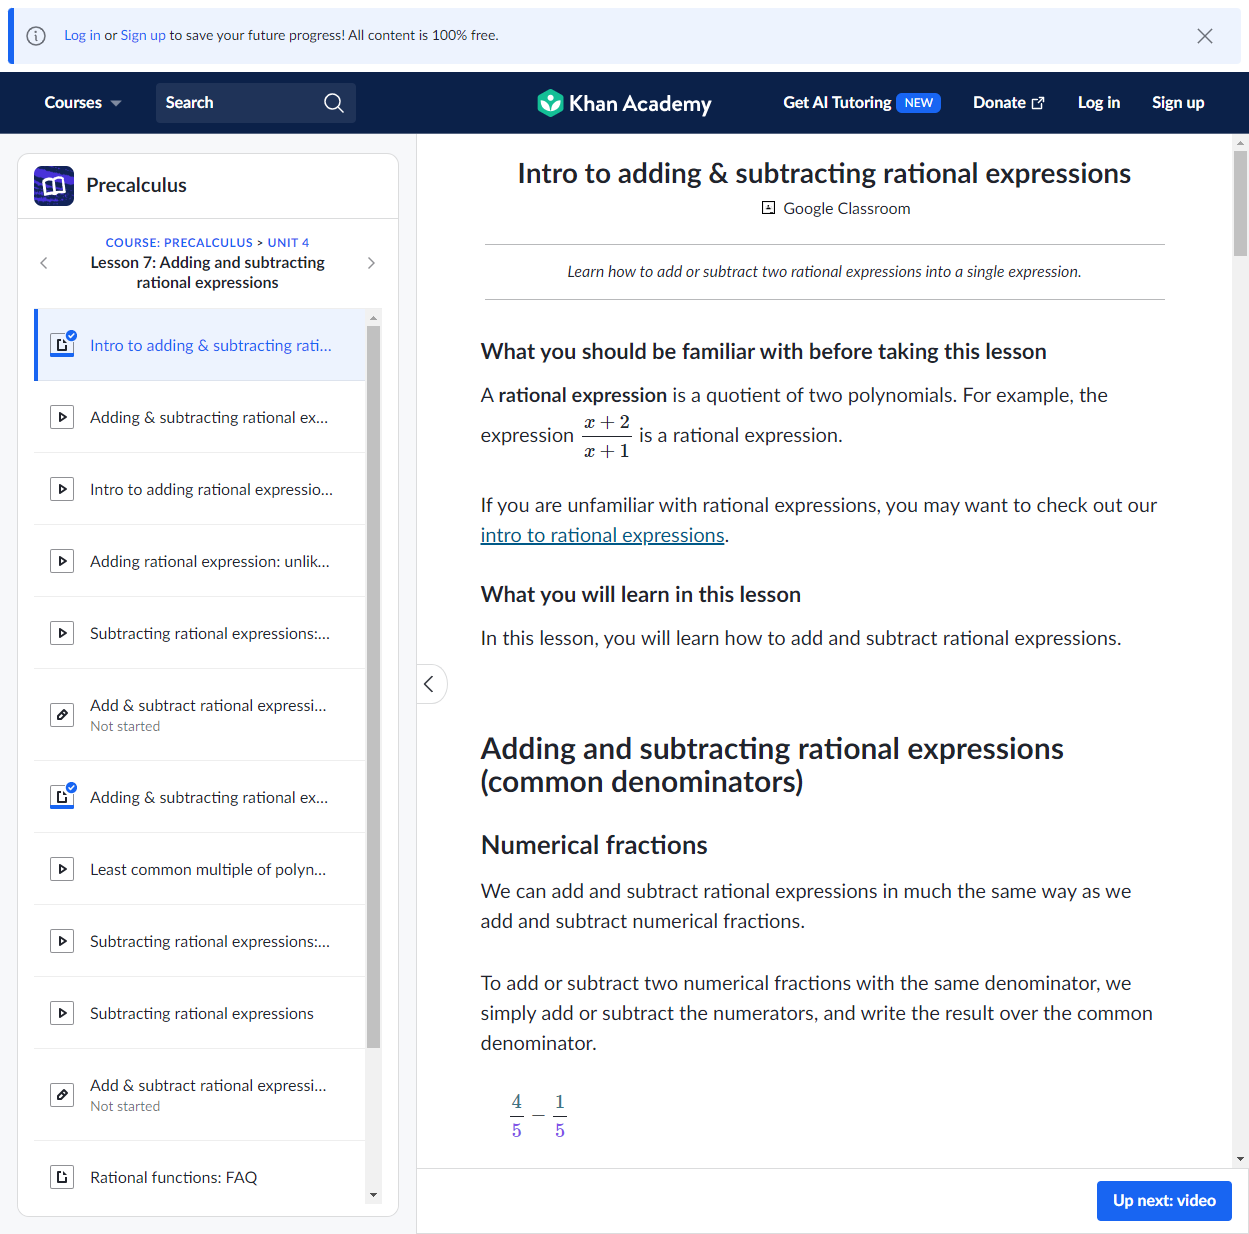 Log in or Sign up to save your future progress! All content is 100% free.
Courses
Search
Khan Academy
Get AI Tutoring NEW
Donate
Log in
Sign up
Precalculus
COURSE: PRECALCULUS > UNIT 4
Lesson 7: Adding and subtracting
rational expressions
Intro to adding & subtracting rati...
Adding & subtracting rational ex...
Intro to adding rational expressio...
Adding rational expression: unlik...
Subtracting rational expressions:...
Add & subtract rational expressi...
Not started
Adding & subtracting rational ex...
Least common multiple of polyn...
Subtracting rational expressions:...
Subtracting rational expressions
Add & subtract rational expressi...
Not started
Rational functions: FAQ
Intro to adding & subtracting rational expressions
Google Classroom
Learn how to add or subtract two rational expressions into a single expression.
What you should be familiar with before taking this lesson
A rational expression is a quotient of two polynomials. For example, the
expression (x + 2)/(x + 1) is a rational expression.
If you are unfamiliar with rational expressions, you may want to check out our
intro to rational expressions.
What you will learn in this lesson
In this lesson, you will learn how to add and subtract rational expressions.
Adding and subtracting rational expressions
(common denominators)
Numerical fractions
We can add and subtract rational expressions in much the same way as we
add and subtract numerical fractions.
To add or subtract two numerical fractions with the same denominator, we
simply add or subtract the numerators, and write the result over the common
denominator.
4/5 − 1/5
Up next: video